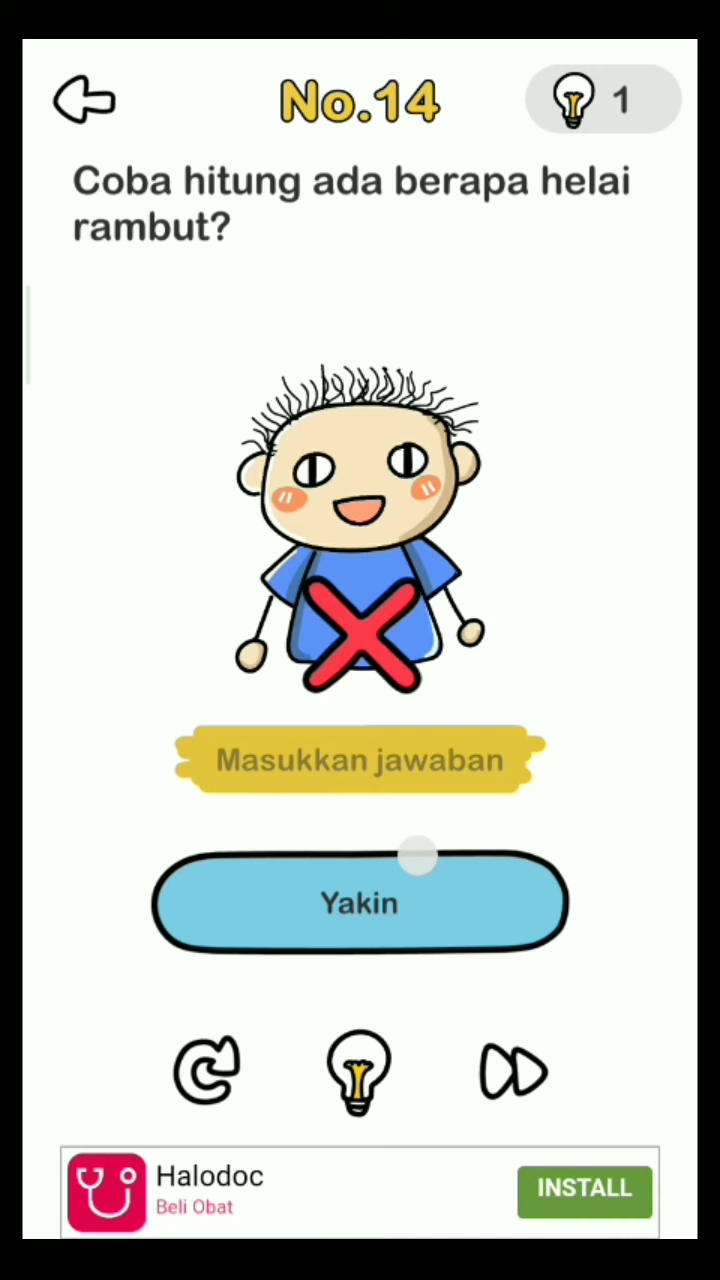 No.14
1
Coba hitung ada berapa helai
rambut?
Masukkan jawaban
Yakin
Halodoc
Beli Obat
INSTALL